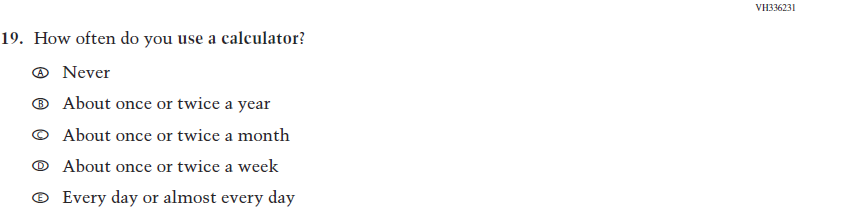 VH336231
19. How often do you use a calculator?
A Never
B About once or twice a year
C About once or twice a month
D About once or twice a week
E Every day or almost every day